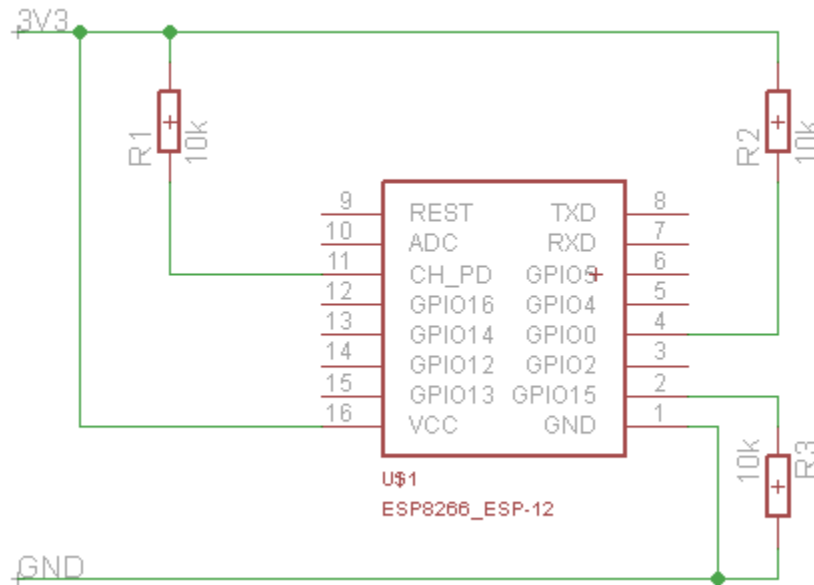 3V3
R1
10k
R2
10k
9 REST TXD 8
10 ADC RXD 7
11 CH_PD GPIO5 6
12 GPIO16 GPIO4 5
13 GPIO14 GPIO0 4
14 GPIO12 GPIO2 3
15 GPIO13 GPIO15 2
16 VCC GND 1
10k
R3
U$1
ESP8266_ESP-12
GND